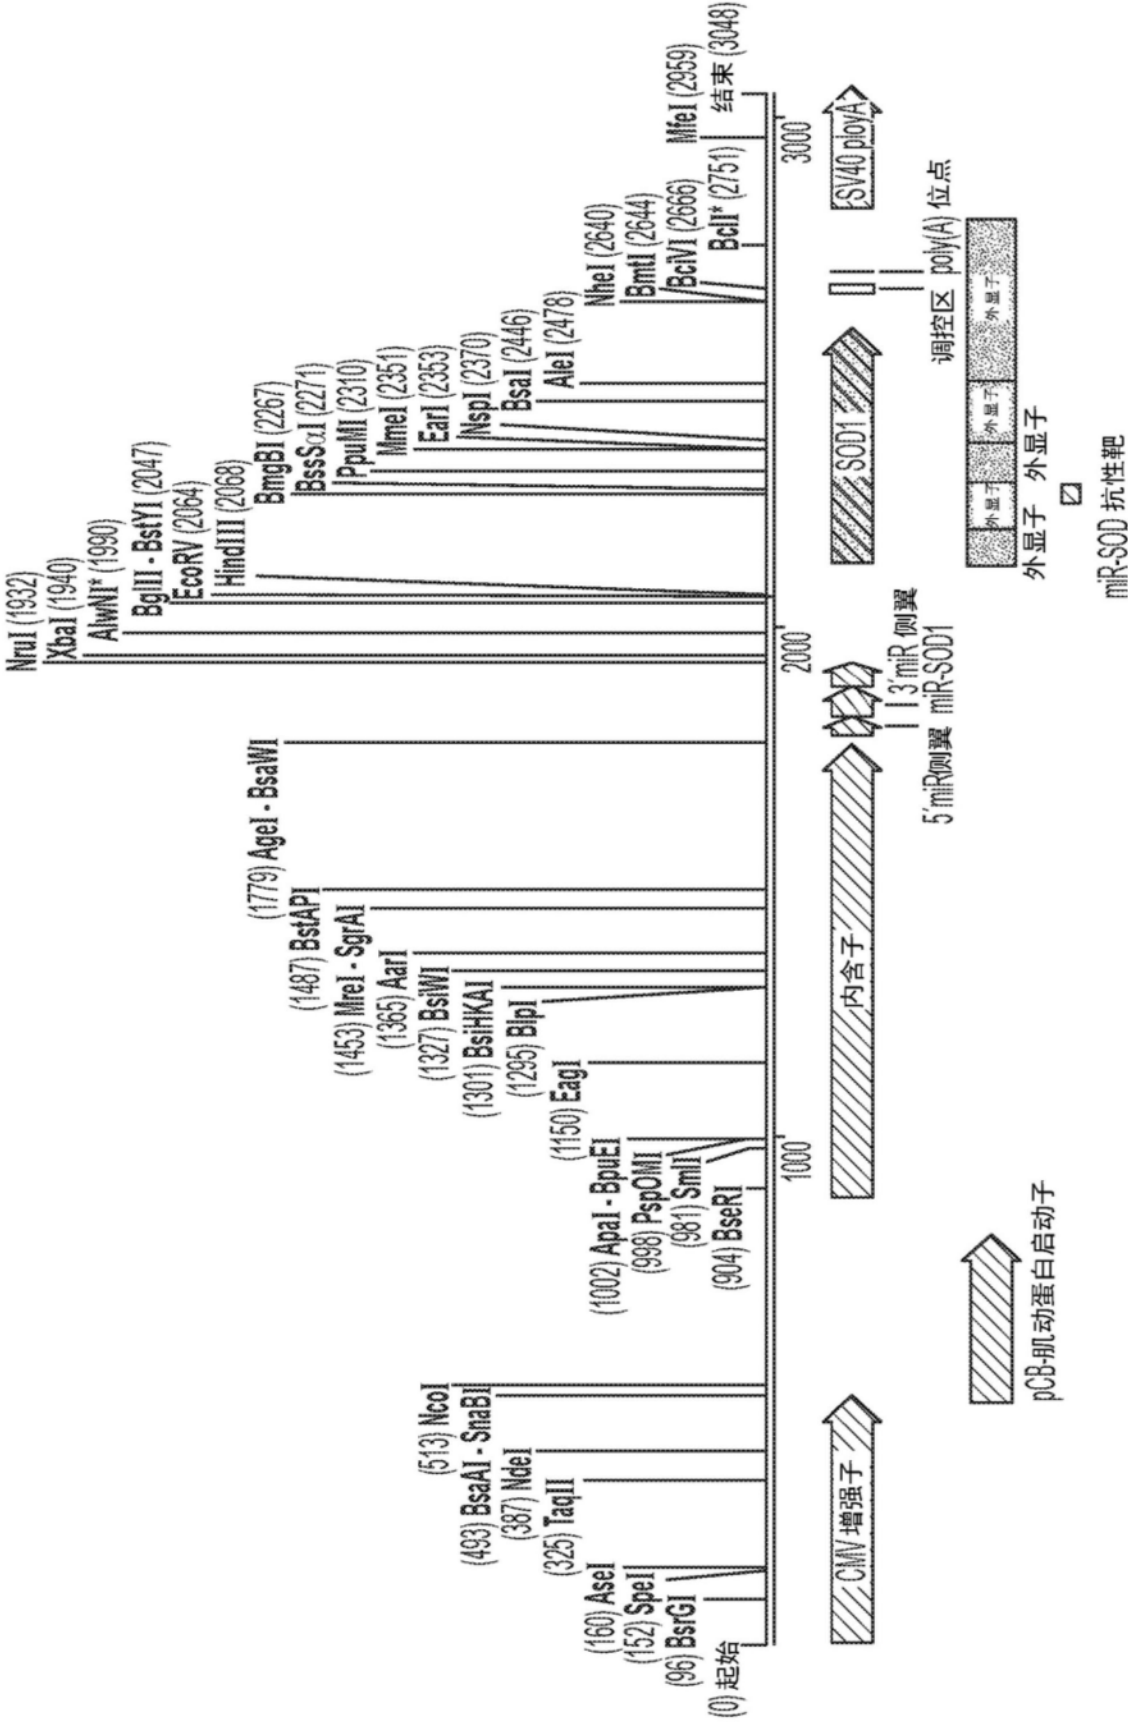 (0) 起始
(96) BsrGI
(152) SpeI
(160) AseI
(325) TaqII
(387) NdeI
(493) BsaAI - SnaBI
(513) NcoI
(904) BseRI
(981) SmlI
(998) PspOMI
(1002) ApaI - BpuEI
(1150) EagI
(1295) BlpI
(1301) BsiHKAI
(1327) BsiWI
(1365) AarI
(1453) MreI - SgrAI
(1487) BstAPI
(1779) AgeI - BsaWI
NruI (1932)
XbaI (1940)
AlwNI* (1990)
BglII - BstYI (2047)
EcoRV (2064)
HindIII (2068)
BmgBI (2267)
BssSαI (2271)
PpuMI (2310)
MmeI (2351)
EarI (2353)
NspI (2370)
BsaI (2446)
AleI (2478)
NheI (2640)
BmtI (2644)
BciVI (2666)
BclI* (2751)
MfeI (2959)
结束 (3048)
1000
2000
3000
CMV 增强子
内含子
SOD1
SV40 ployA
5′miR侧翼
3′miR 侧翼
miR-SOD1
调控区
poly(A) 位点
pCB-肌动蛋白启动子
外显子
外显子
外显子
外显子
外显子
miR-SOD 抗性靶